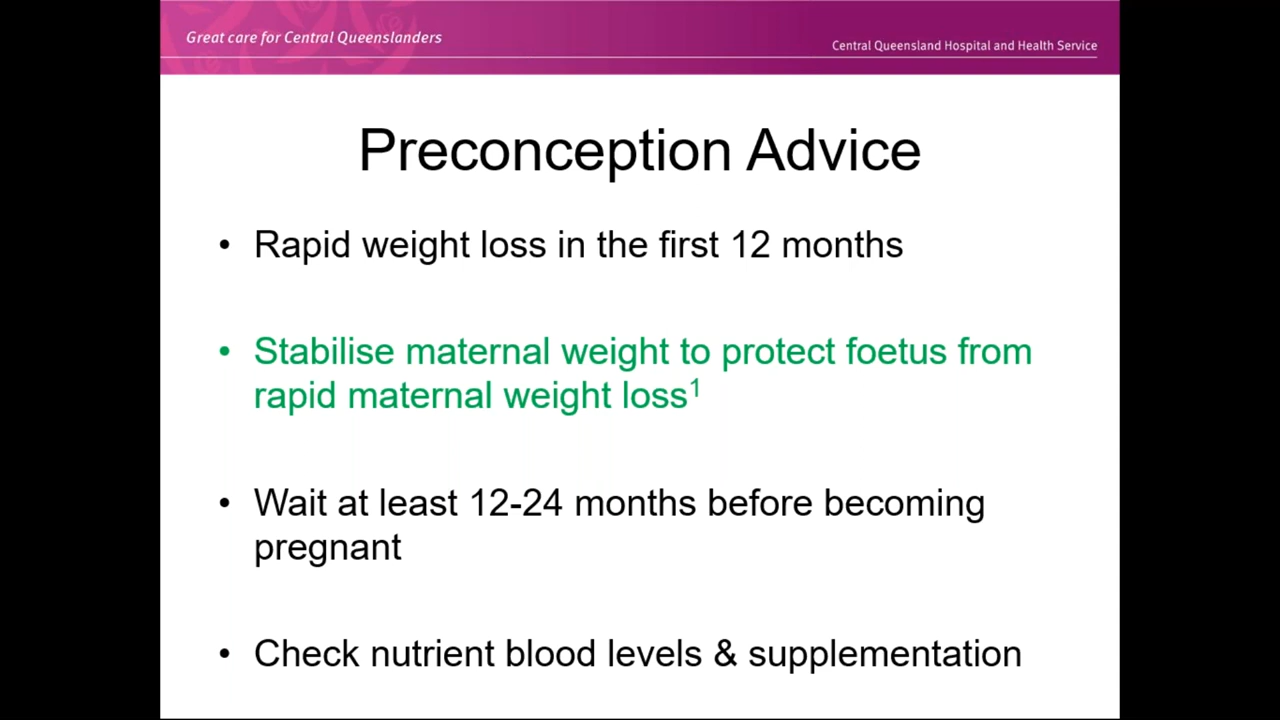 Great care for Central Queenslanders
Central Queensland Hospital and Health Service
Preconception Advice
• Rapid weight loss in the first 12 months
• Stabilise maternal weight to protect foetus from
rapid maternal weight loss¹
• Wait at least 12-24 months before becoming
pregnant
• Check nutrient blood levels & supplementation